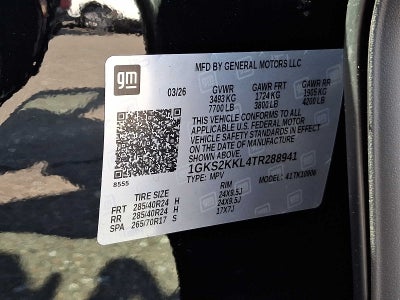 gm
MFD BY GENERAL MOTORS LLC
03/26 GVWR GAWR FRT GAWR RR
3493 KG 1724 KG 1905 KG
7700 LB 3800 LB 4200 LB
THIS VEHICLE CONFORMS TO ALL
APPLICABLE U.S. FEDERAL MOTOR
VEHICLE SAFETY STANDARDS IN EFFECT
ON THE DATE OF MANUFACTURE
SHOWN ABOVE.
1GKS2KKL4TR288941
8555 TYPE: MPV MODEL: 41TK10906
TIRE SIZE RIM
FRT 285/40R24 H 24X9.5J
RR 285/40R24 H 24X9.5J
SPA 265/70R17 S 17X7J